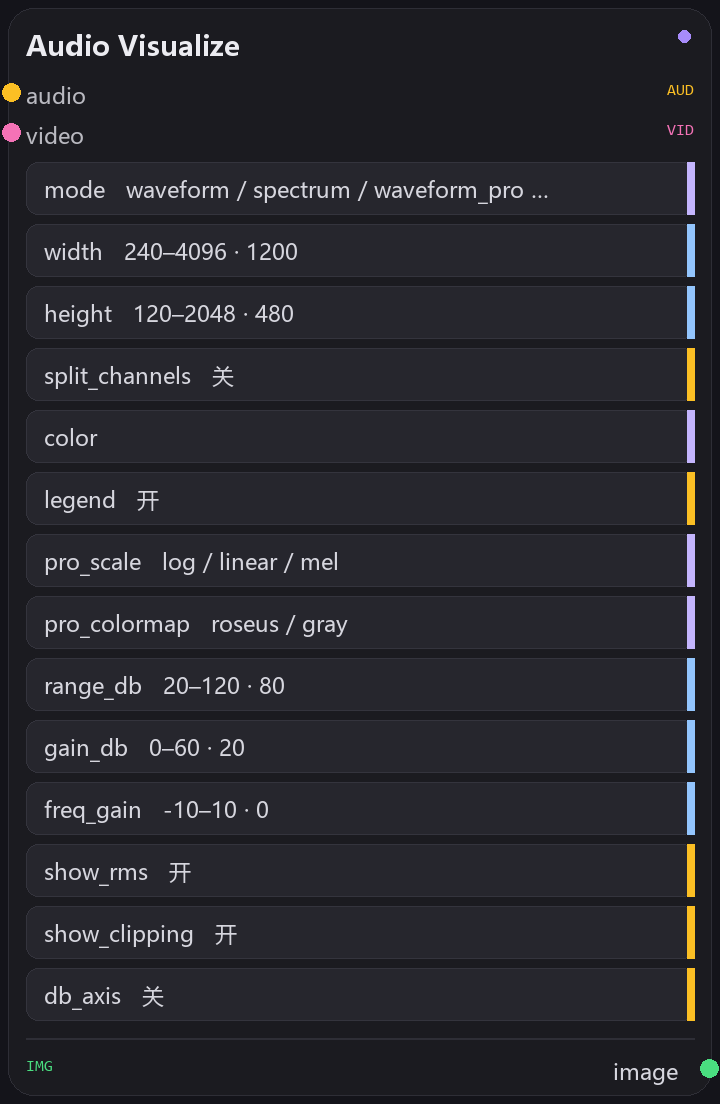 Audio Visualize
audio AUD
video VID
mode waveform / spectrum / waveform_pro ...
width 240–4096 · 1200
height 120–2048 · 480
split_channels 关
color
legend 开
pro_scale log / linear / mel
pro_colormap roseus / gray
range_db 20–120 · 80
gain_db 0–60 · 20
freq_gain -10–10 · 0
show_rms 开
show_clipping 开
db_axis 关
IMG image